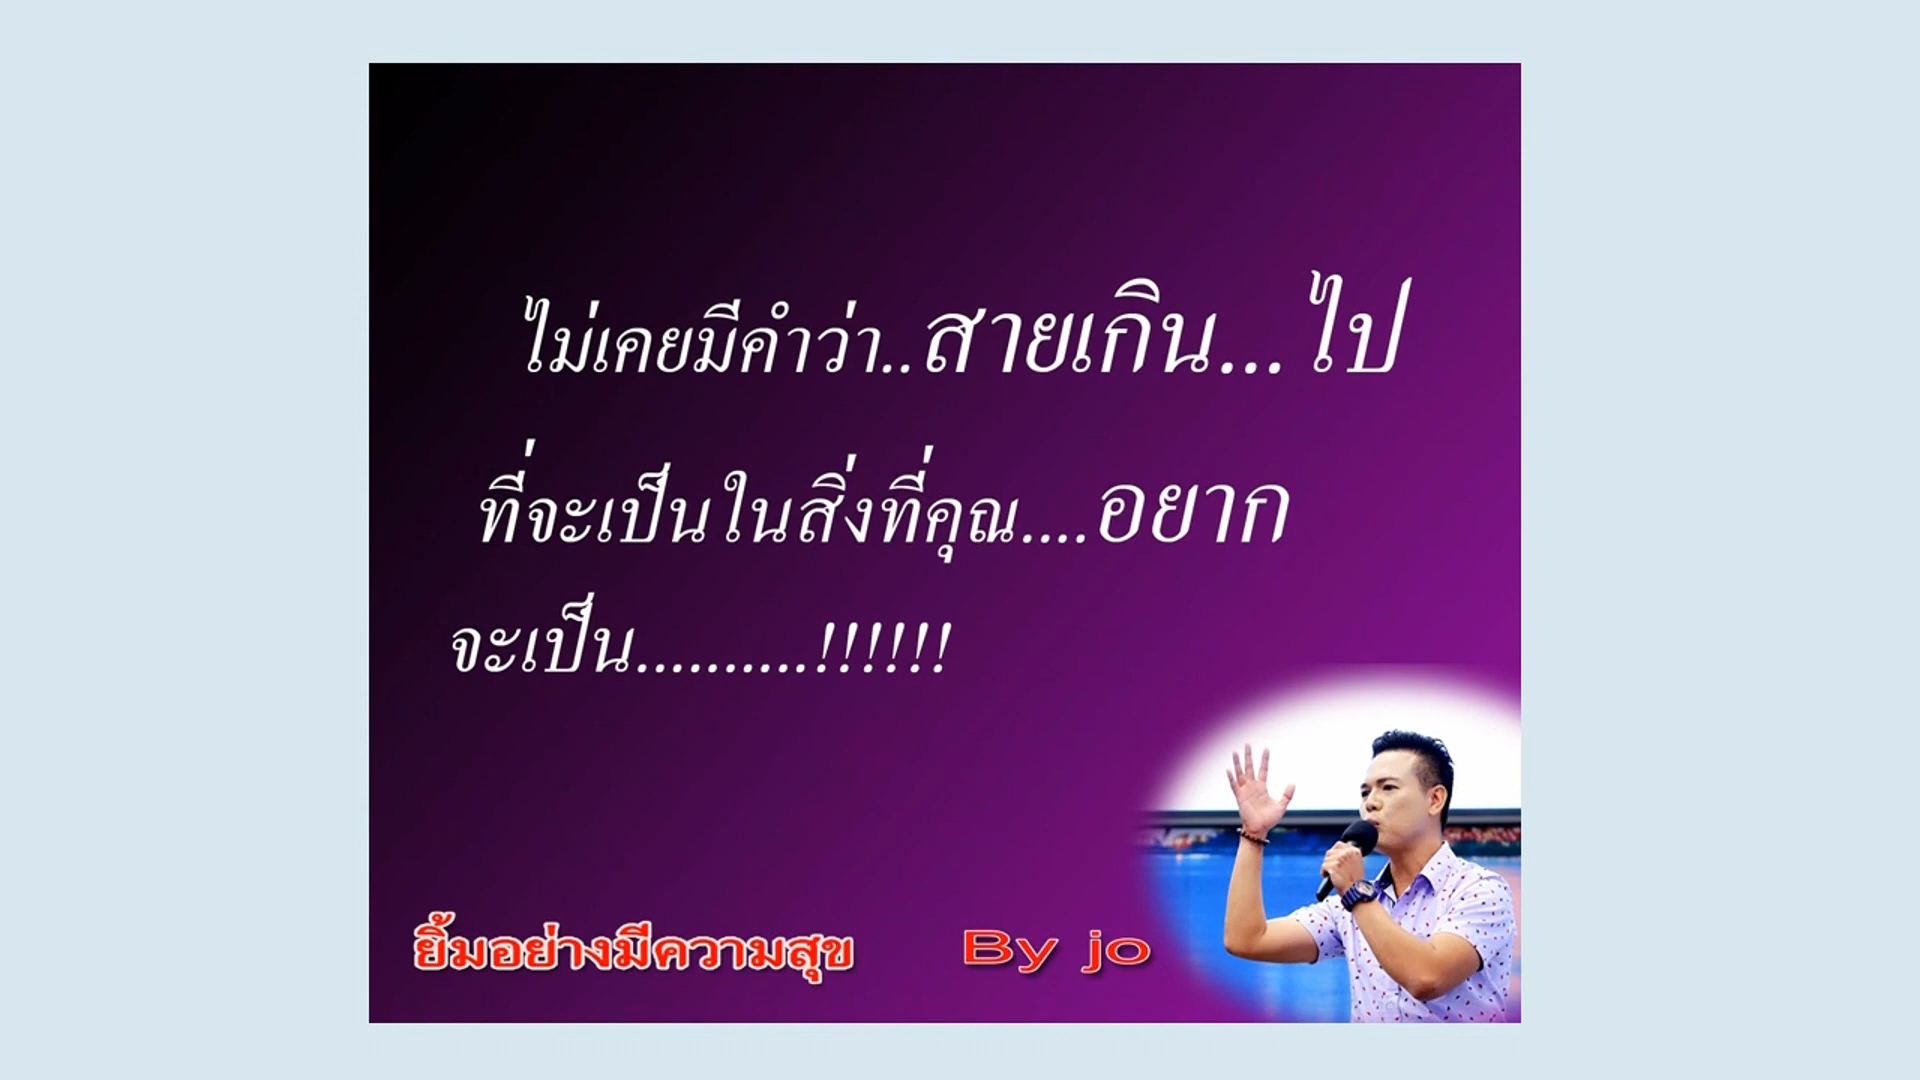 ไม่เคยมีคำว่า..สายเกิน...ไป
ที่จะเป็นในสิ่งที่คุณ....อยาก
จะเป็น..........!!!!!!
ยิ้มอย่างมีความสุข By jo